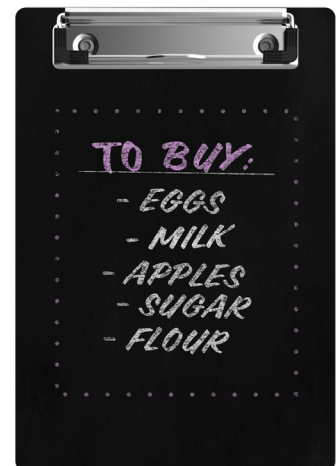 TO BUY:
- EGGS
- MILK
- APPLES
- SUGAR
- FLOUR